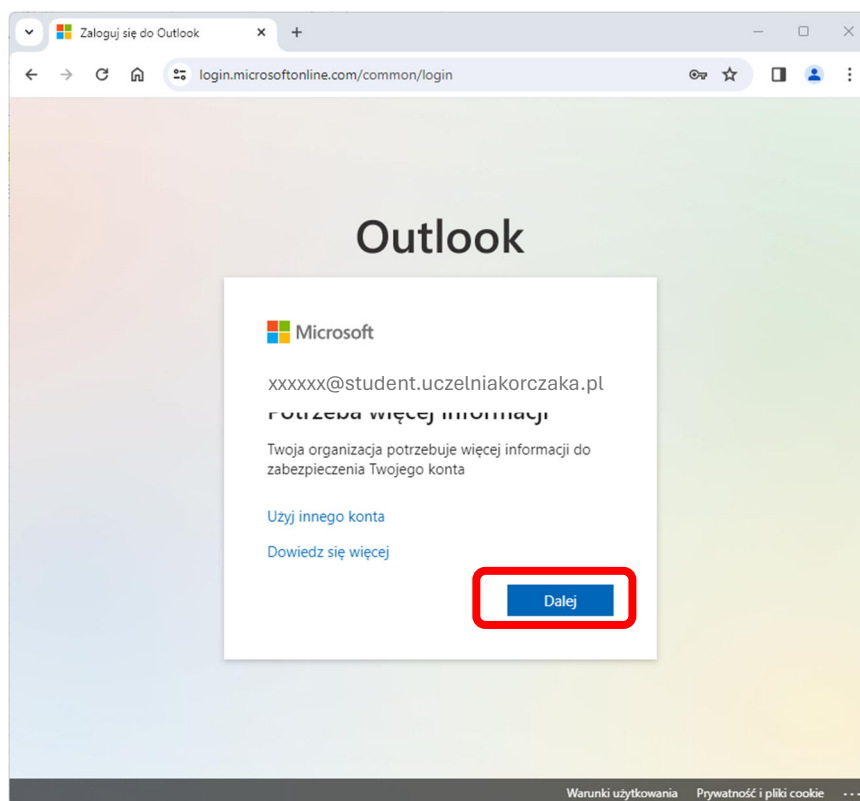 Zaloguj się do Outlook
login.microsoftonline.com/common/login
Outlook
Microsoft
xxxxxx@student.uczelniakorczaka.pl
Potrzeba więcej informacji
Twoja organizacja potrzebuje więcej informacji do
zabezpieczenia Twojego konta
Użyj innego konta
Dowiedz się więcej
Dalej
Warunki użytkowania Prywatność i pliki cookie ...